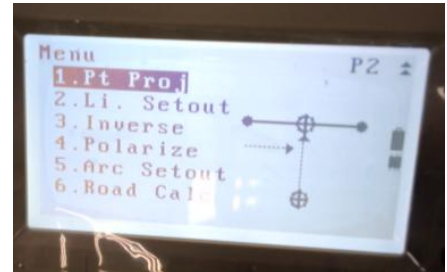 Menu P2
1.Pt Proj
2.Li. Setout
3.Inverse
4.Polarize
5.Arc Setout
6.Road Calc